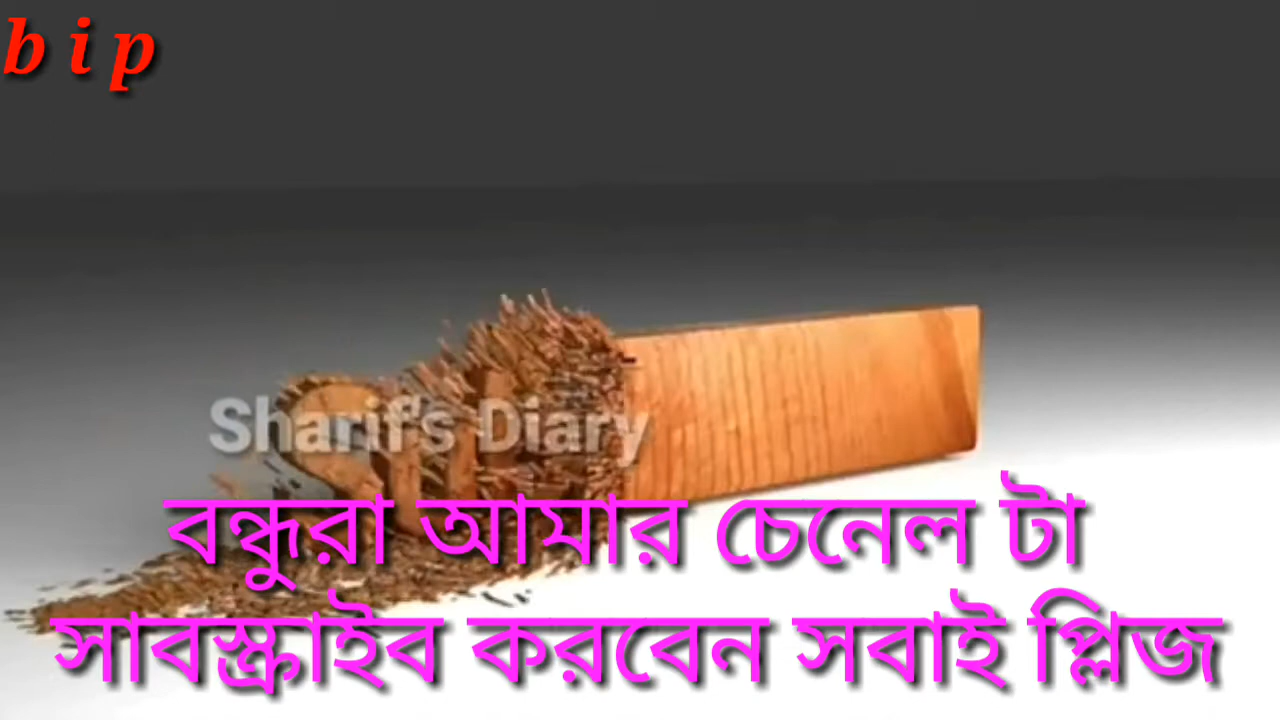 b i p
Sharif's Diary
বন্ধুরা আমার চেনেল টা
সাবস্ক্রাইব করবেন সবাই প্লিজ